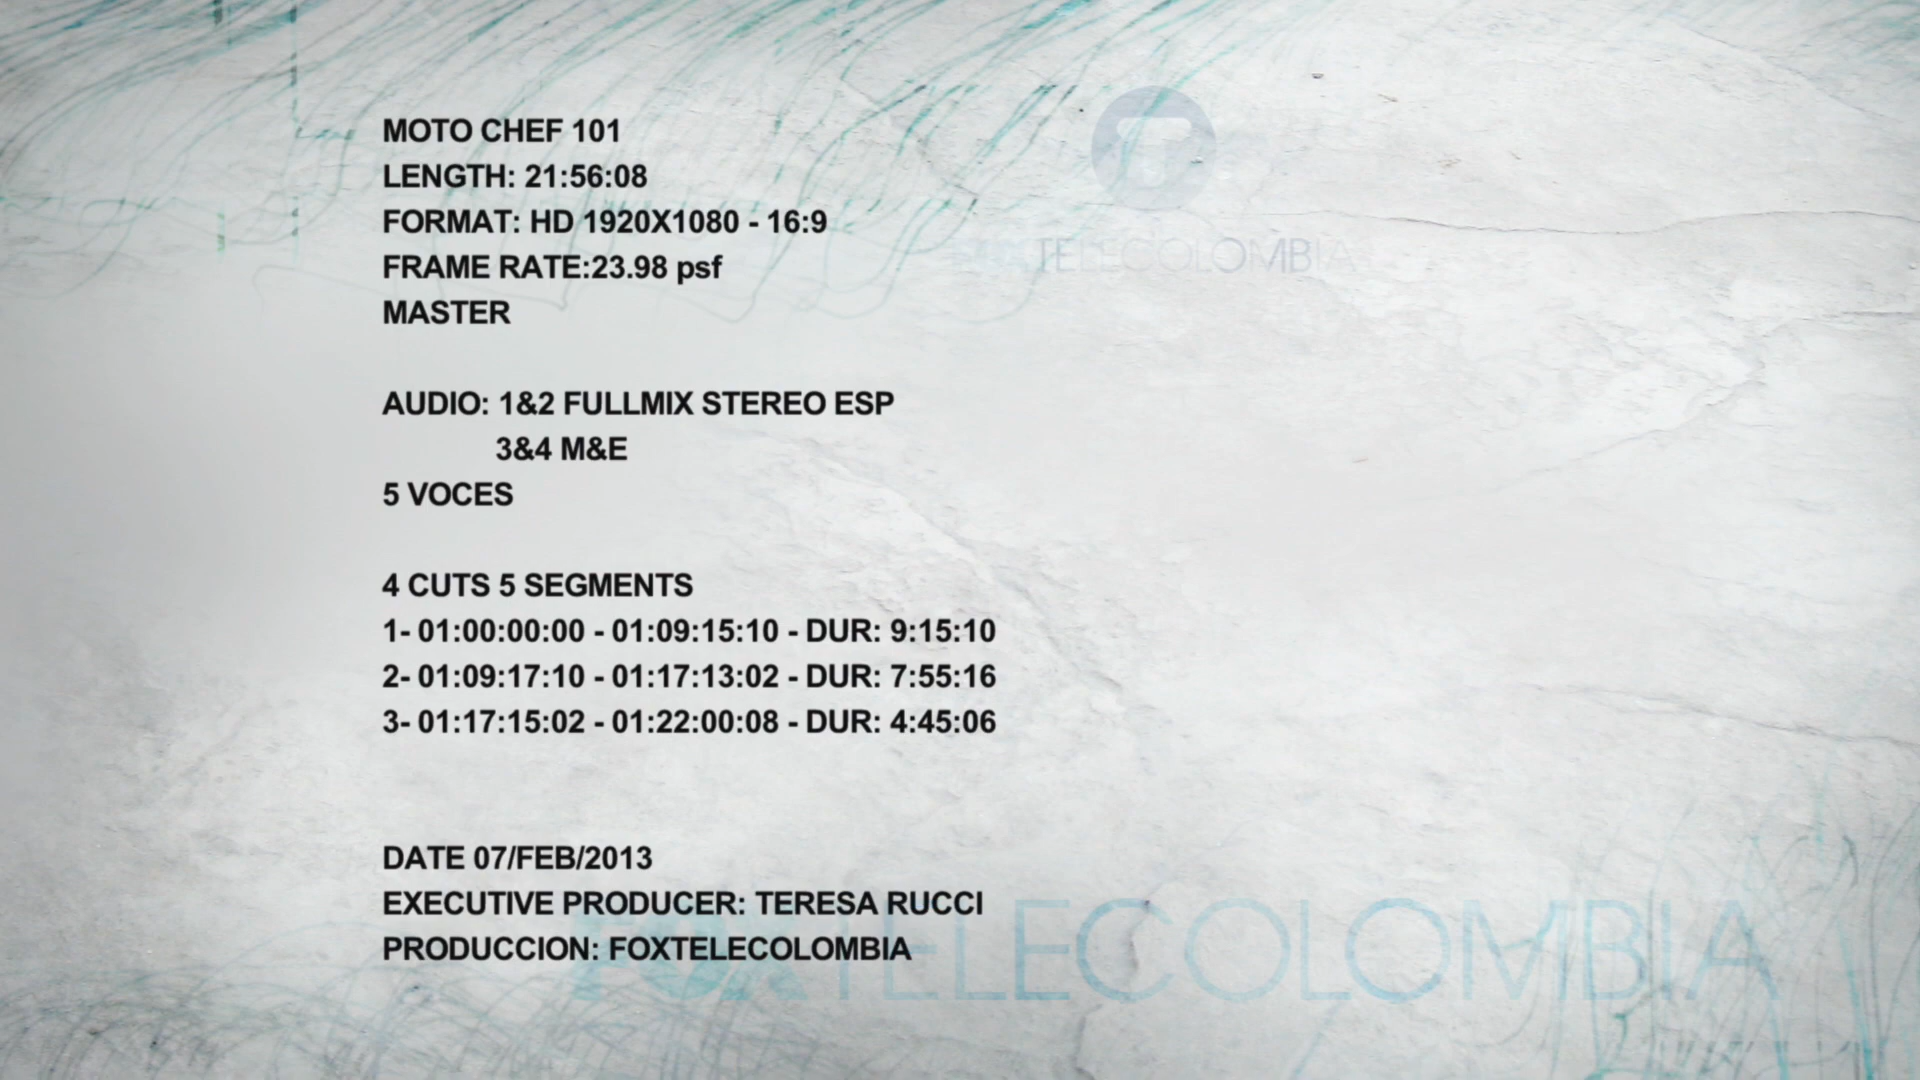 MOTO CHEF 101
LENGTH: 21:56:08
FORMAT: HD 1920X1080 - 16:9
FRAME RATE:23.98 psf
MASTER
AUDIO: 1&2 FULLMIX STEREO ESP
3&4 M&E
5 VOCES
4 CUTS 5 SEGMENTS
1- 01:00:00:00 - 01:09:15:10 - DUR: 9:15:10
2- 01:09:17:10 - 01:17:13:02 - DUR: 7:55:16
3- 01:17:15:02 - 01:22:00:08 - DUR: 4:45:06
DATE 07/FEB/2013
EXECUTIVE PRODUCER: TERESA RUCCI
PRODUCCION: FOXTELECOLOMBIA
T
FOXTELECOLOMBIA
FOXTELECOLOMBIA